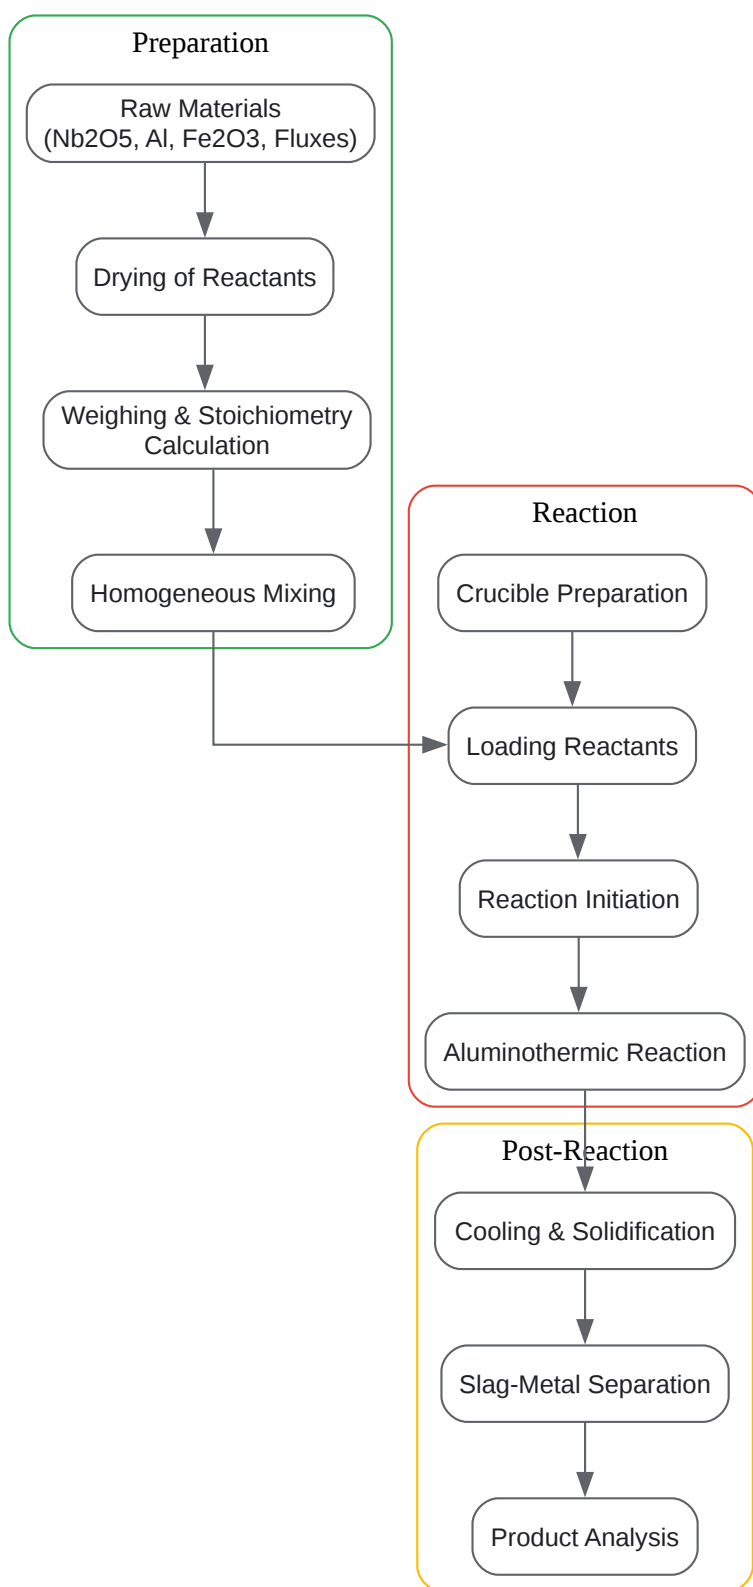 Preparation
Raw Materials
(Nb2O5, Al, Fe2O3, Fluxes)
Drying of Reactants
Weighing & Stoichiometry
Calculation
Homogeneous Mixing
Reaction
Crucible Preparation
Loading Reactants
Reaction Initiation
Aluminothermic Reaction
Post-Reaction
Cooling & Solidification
Slag-Metal Separation
Product Analysis